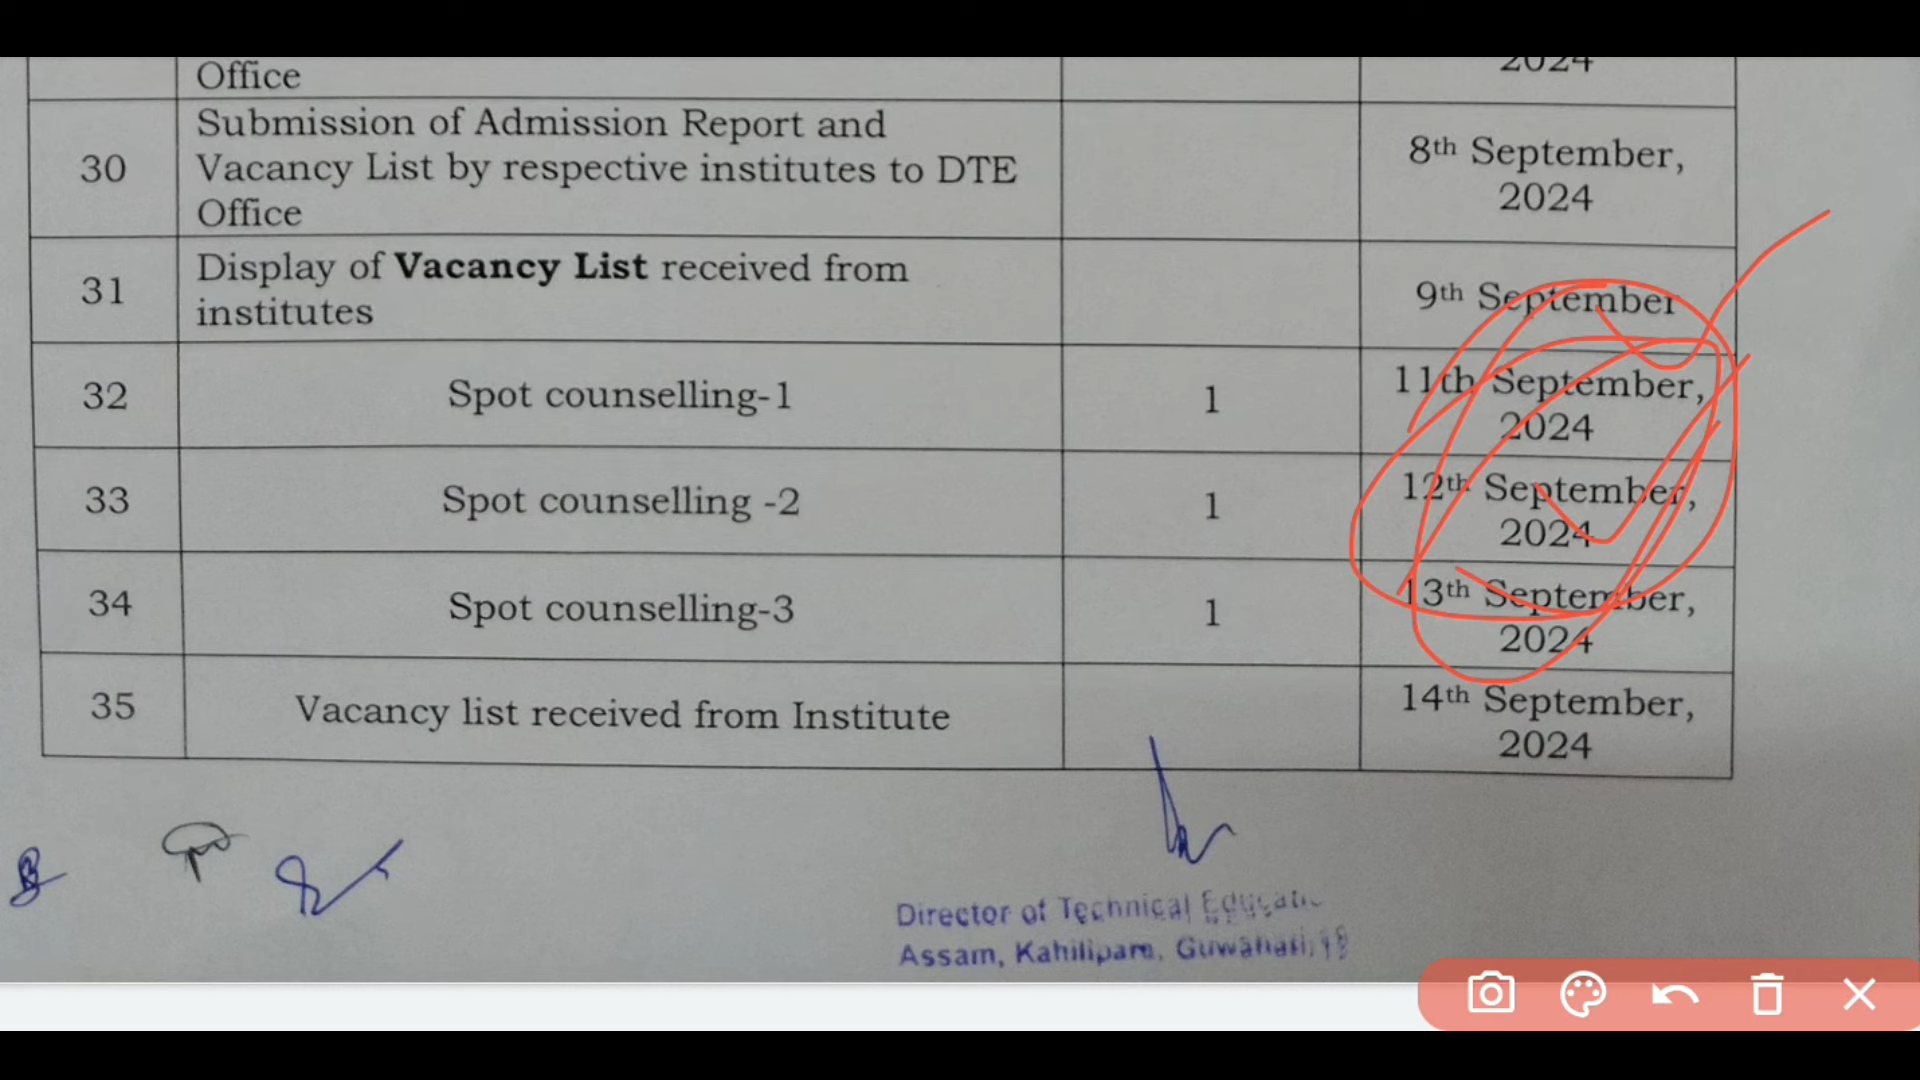 Office
2024
30
Submission of Admission Report and
Vacancy List by respective institutes to DTE
Office
8th September,
2024
31
Display of Vacancy List received from
institutes
9th September
32
Spot counselling-1
1
11th September,
2024
33
Spot counselling -2
1
12th September,
2024
34
Spot counselling-3
1
13th September,
2024
35
Vacancy list received from Institute
14th September,
2024
Director of Technical
Assam, Kahilipara, Guwahati,19